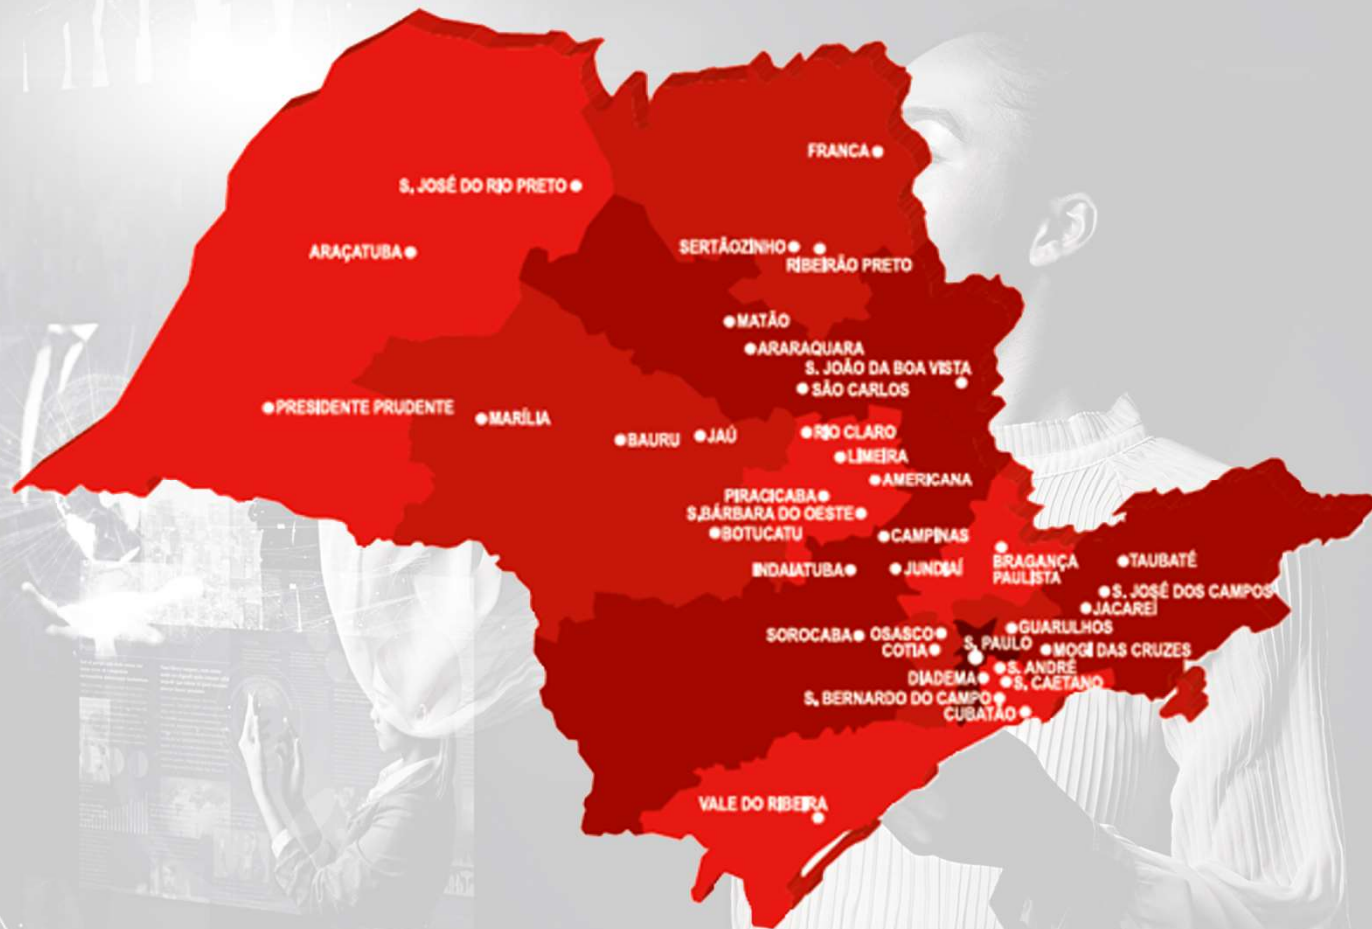 FRANCA
S. JOSÉ DO RIO PRETO
SERTÃOZINHO
ARAÇATUBA
RIBEIRÃO PRETO
MATÃO
ARARAQUARA
S. JOÃO DA BOA VISTA
SÃO CARLOS
PRESIDENTE PRUDENTE
MARÍLIA
RIO CLARO
BAURU
JAÚ
LIMEIRA
AMERICANA
PIRACICABA
S.BÁRBARA DO OESTE
BOTUCATU
CAMPINAS
BRAGANÇA
PAULISTA
TAUBATÉ
INDAIATUBA
JUNDIAÍ
S. JOSÉ DOS CAMPOS
JACAREÍ
GUARULHOS
SOROCABA
OSASCO
S. PAULO
COTIA
MOGI DAS CRUZES
S. ANDRÉ
DIADEMA
S. CAETANO
S. BERNARDO DO CAMPO
CUBATÃO
VALE DO RIBEIRA